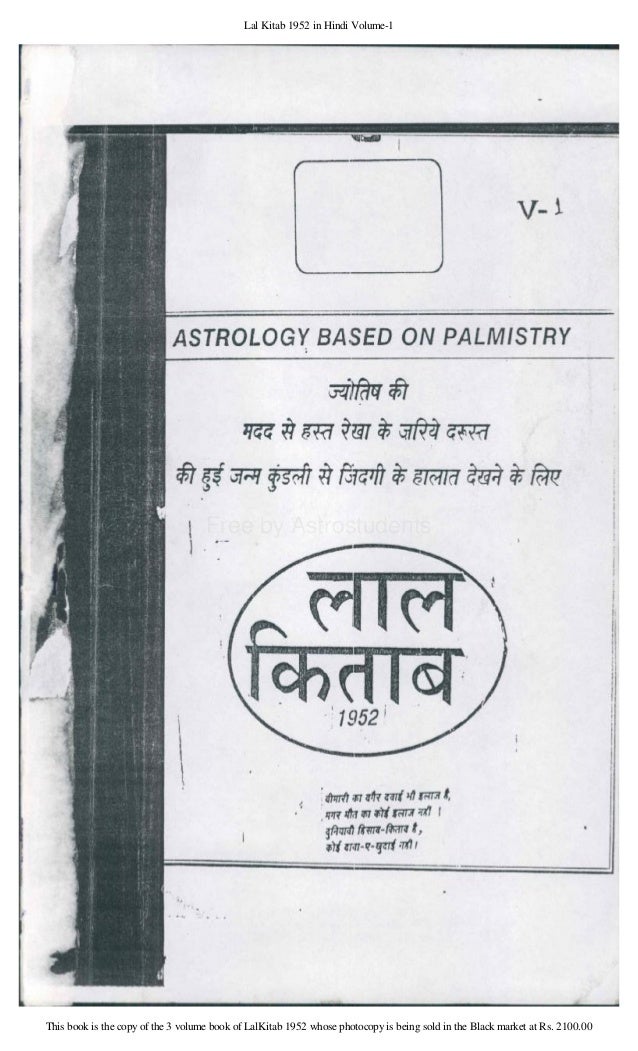 Lal Kitab 1952 in Hindi Volume-1
V-1
ASTROLOGY BASED ON PALMISTRY
ज्योतिष की
मदद से हस्त रेखा के ज़रिये दरूस्त
की हुई जन्म कुंडली से जिंदगी के हालात देखने के लिए
Free by Astrostudents
लाल
किताब
1952
बीमारी का वगैर दवाई भी इलाज है,
मगर मौत का कोई इलाज नहीं ।
दुनियावी हिसाब-किताब है,
कोई दावा-ए-खुदाई नहीं।
This book is the copy of the 3 volume book of LalKitab 1952 whose photocopy is being sold in the Black market at Rs. 2100.00